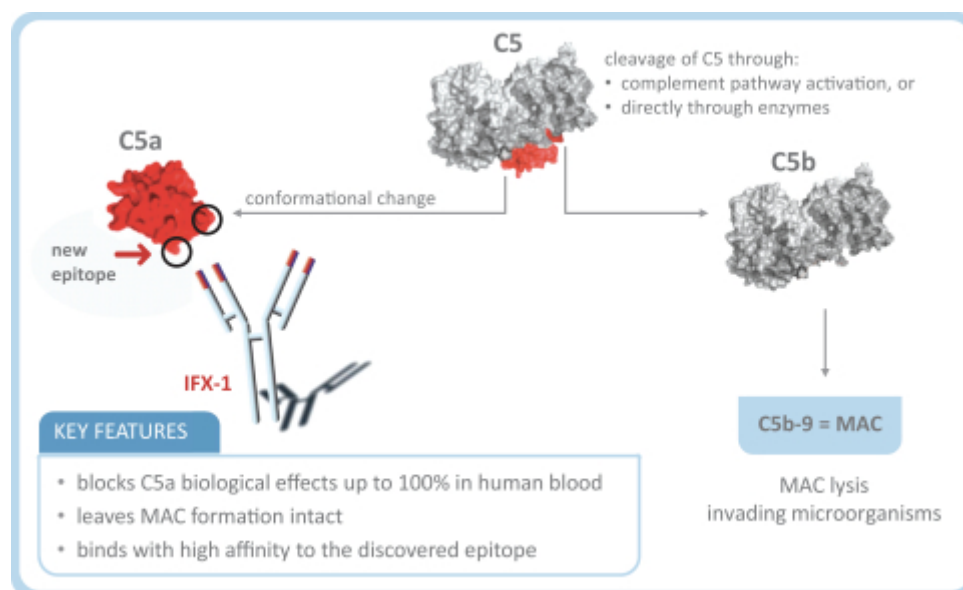 C5
cleavage of C5 through:
• complement pathway activation, or
• directly through enzymes
C5a
C5b
conformational change
new
epitope
IFX-1
KEY FEATURES
• blocks C5a biological effects up to 100% in human blood
• leaves MAC formation intact
• binds with high affinity to the discovered epitope
C5b-9 = MAC
MAC lysis
invading microorganisms